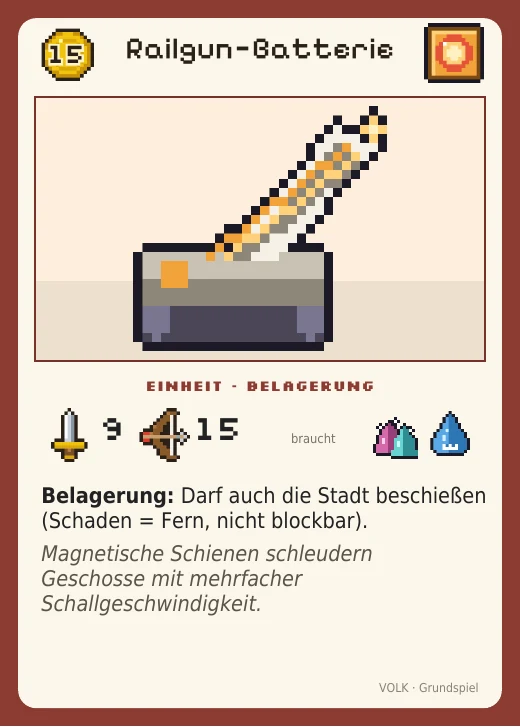 15 Railgun-Batterie
EINHEIT - BELAGERUNG
9 15 braucht
Belagerung: Darf auch die Stadt beschießen
(Schaden = Fern, nicht blockbar).
Magnetische Schienen schleudern
Geschosse mit mehrfacher
Schallgeschwindigkeit.
VOLK · Grundspiel